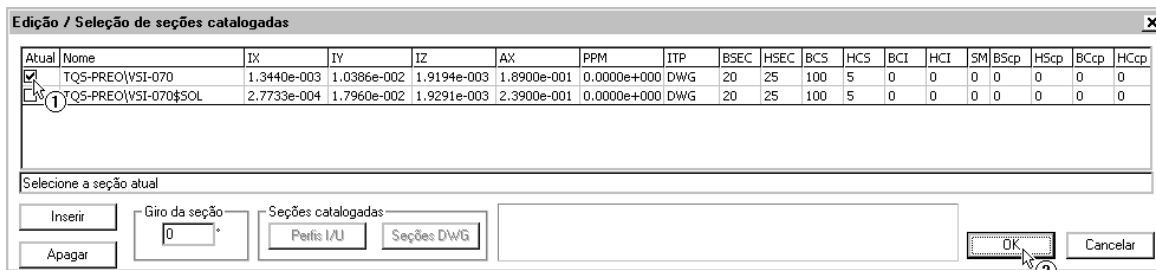 Edição / Seleção de seções catalogadas
Atual Nome IX IY IZ AX PPM ITP BSEC HSEC BCS HCS BCI HCI SM BScp HScp BCcp HCcp
TQS-PREO\VSI-070 1.3440e-003 1.0386e-002 1.9194e-003 1.8900e-001 0.0000e+000 DWG 20 25 100 5 0 0 0 0 0 0 0
TQS-PREO\VSI-070$SOL 2.7733e-004 1.7960e-002 1.9291e-003 2.3900e-001 0.0000e+000 DWG 20 25 100 5 0 0 0 0 0 0 0
1
Selecione a seção atual
Inserir
Giro da seção
0 °
Seções catalogadas
Perfis I/U Seções DWG
OK Cancelar
Apagar
2